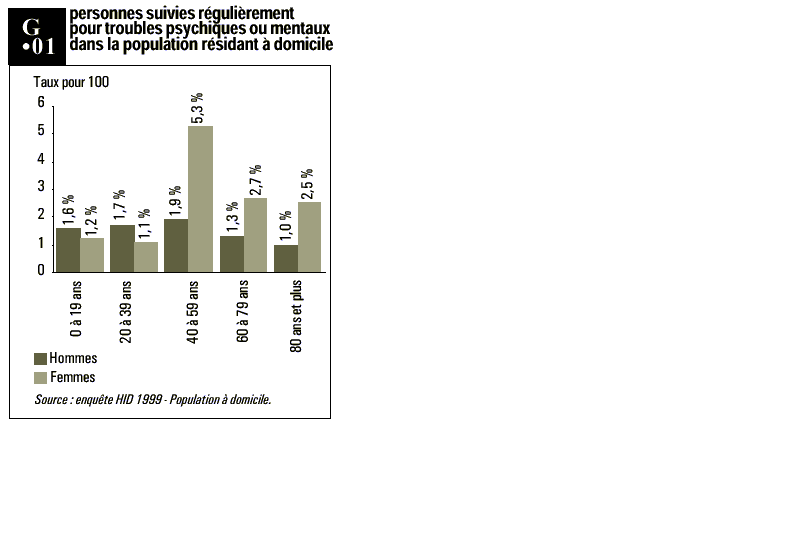 G
•01
personnes suivies régulièrement
pour troubles psychiques ou mentaux
dans la population résidant à domicile
Taux pour 100
6
5
4
3
2
1
0
1,6 %
1,2 %
1,7 %
1,1 %
1,9 %
5,3 %
1,3 %
2,7 %
1,0 %
2,5 %
0 à 19 ans
20 à 39 ans
40 à 59 ans
60 à 79 ans
80 ans et plus
Hommes
Femmes
Source : enquête HID 1999 - Population à domicile.